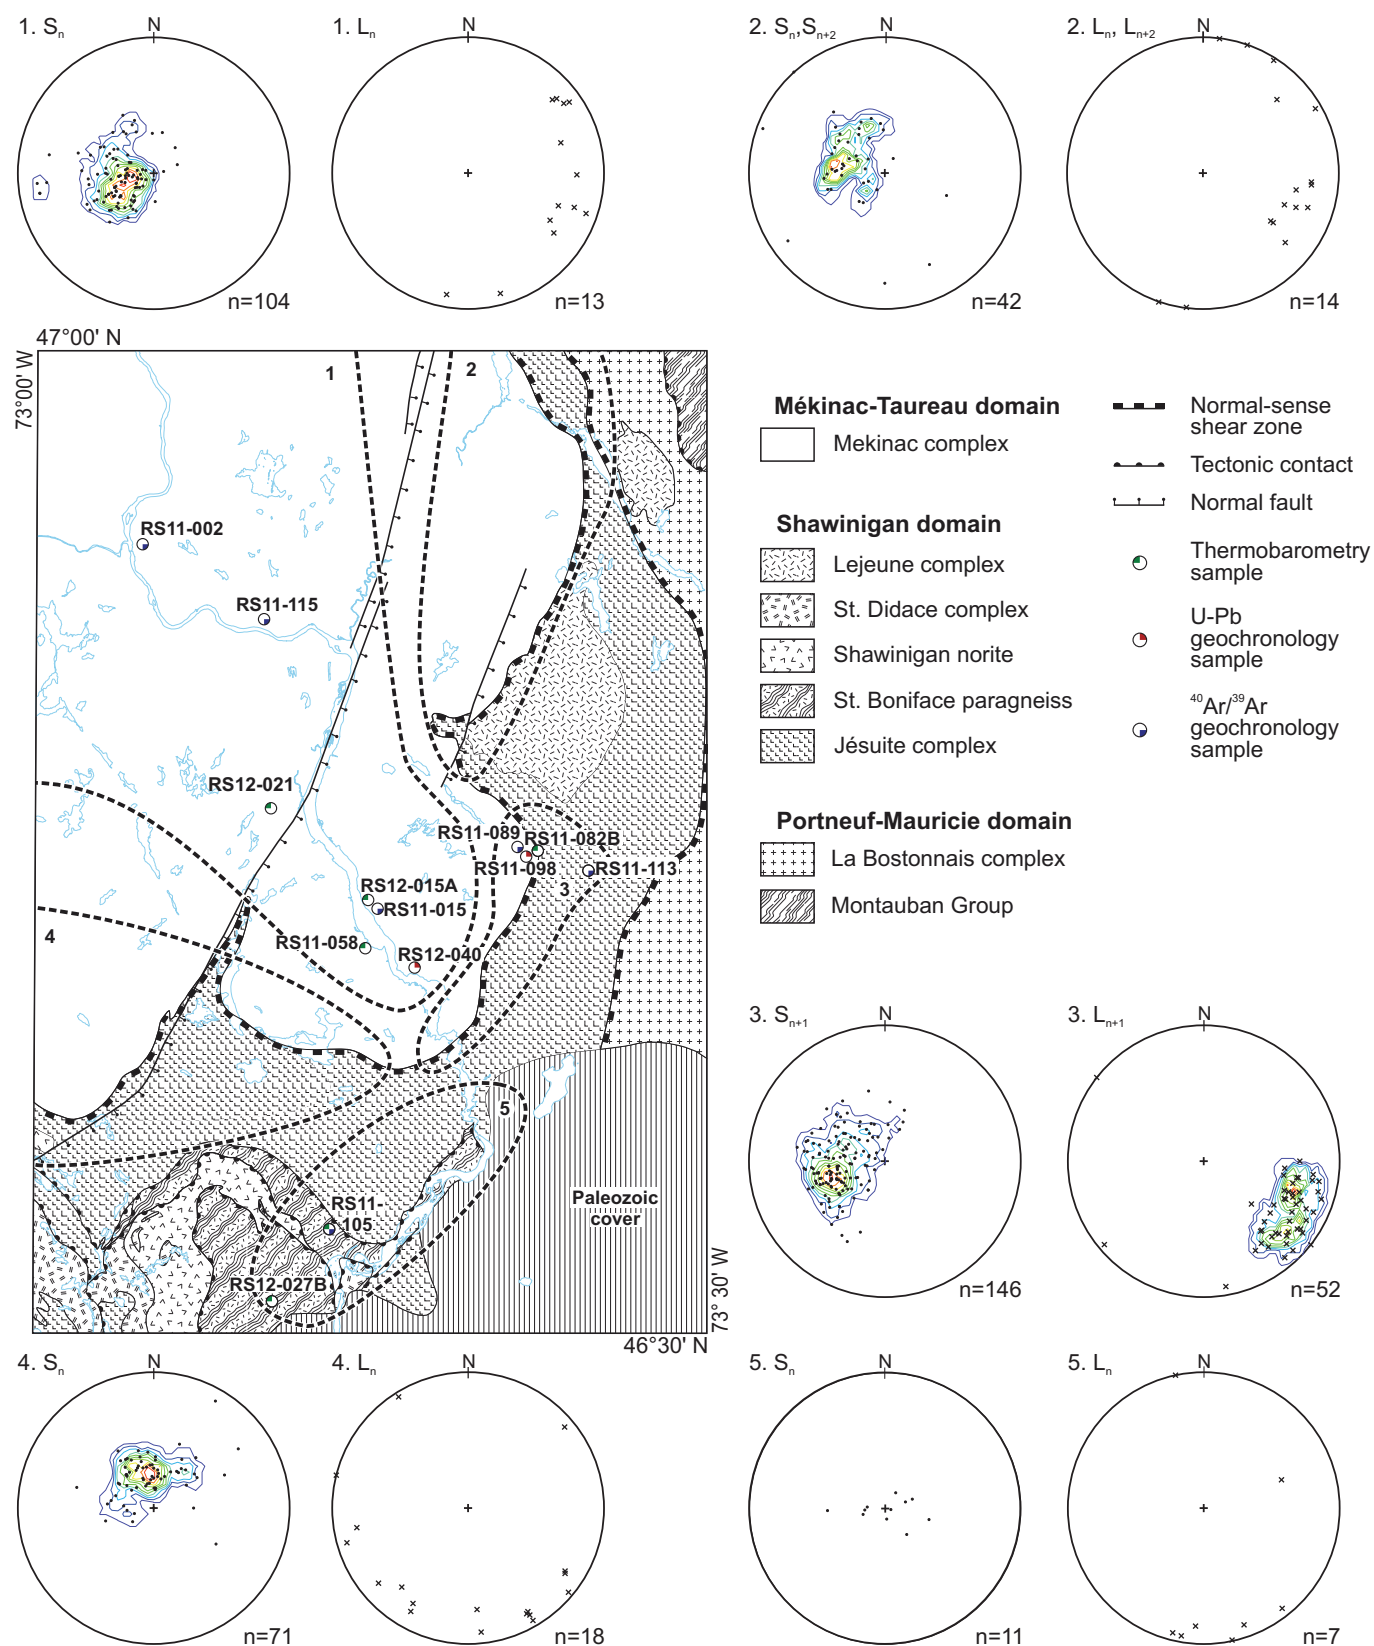 1. Sn
N
n=104
1. Ln
N
n=13
2. Sn,Sn+2
N
n=42
2. Ln, Ln+2
N
n=14
47°00' N
73°00' W
1
2
RS11-002
RS11-115
RS12-021
RS11-089
RS11-082B
RS11-098
RS11-113
3
RS12-015A
RS11-015
RS11-058
RS12-040
4
5
RS11-
105
RS12-027B
Paleozoic
cover
73° 30' W
46°30' N
Mékinac-Taureau domain
Mekinac complex
Shawinigan domain
Lejeune complex
St. Didace complex
Shawinigan norite
St. Boniface paragneiss
Jésuite complex
Portneuf-Mauricie domain
La Bostonnais complex
Montauban Group
Normal-sense
shear zone
Tectonic contact
Normal fault
Thermobarometry
sample
U-Pb
geochronology
sample
40Ar/39Ar
geochronology
sample
3. Sn+1
N
n=146
3. Ln+1
N
n=52
4. Sn
N
n=71
4. Ln
N
n=18
5. Sn
N
n=11
5. Ln
N
n=7